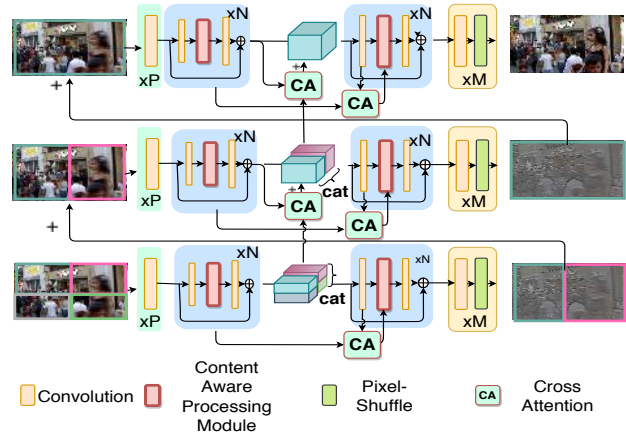 xN
xN
+
CA
CA
xP
xM
+
xN
xN
cat
+
CA
CA
xP
xM
+
xN
xN
cat
CA
xP
xM
Convolution
Content
Aware
Processing
Module
Pixel-
Shuffle
CA
Cross
Attention